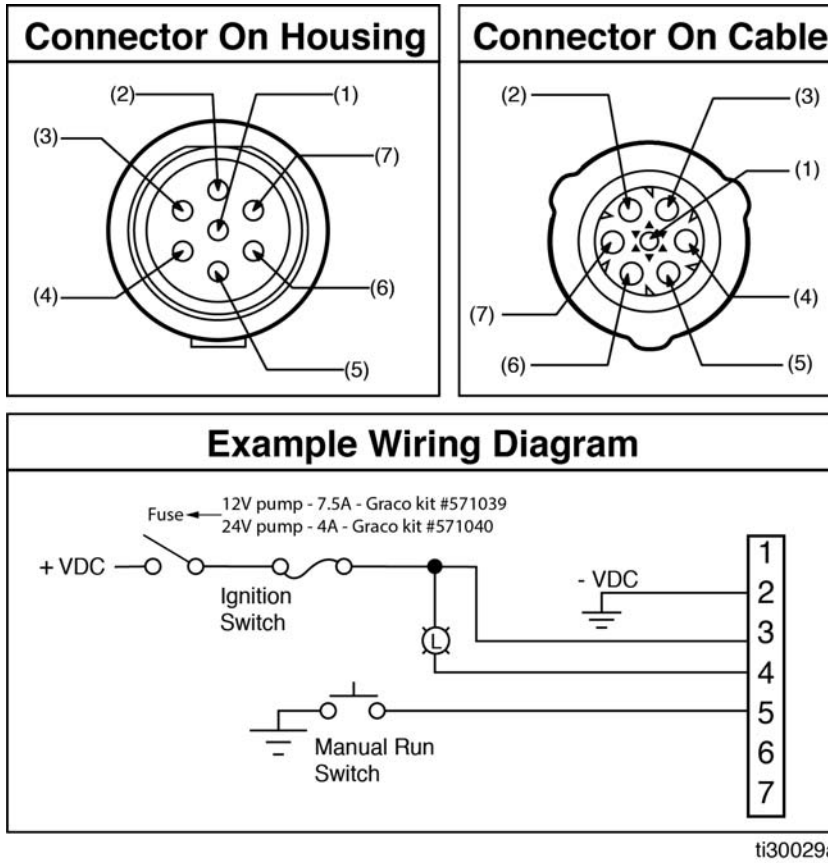 Connector On Housing
(2)
(1)
(3)
(7)
(4)
(6)
(5)
Connector On Cable
(2)
(3)
(1)
(7)
(4)
(6)
(5)
Example Wiring Diagram
Fuse
12V pump - 7.5A - Graco kit #571039
24V pump - 4A - Graco kit #571040
+ VDC
Ignition
Switch
- VDC
L
Manual Run
Switch
1
2
3
4
5
6
7
ti30029a